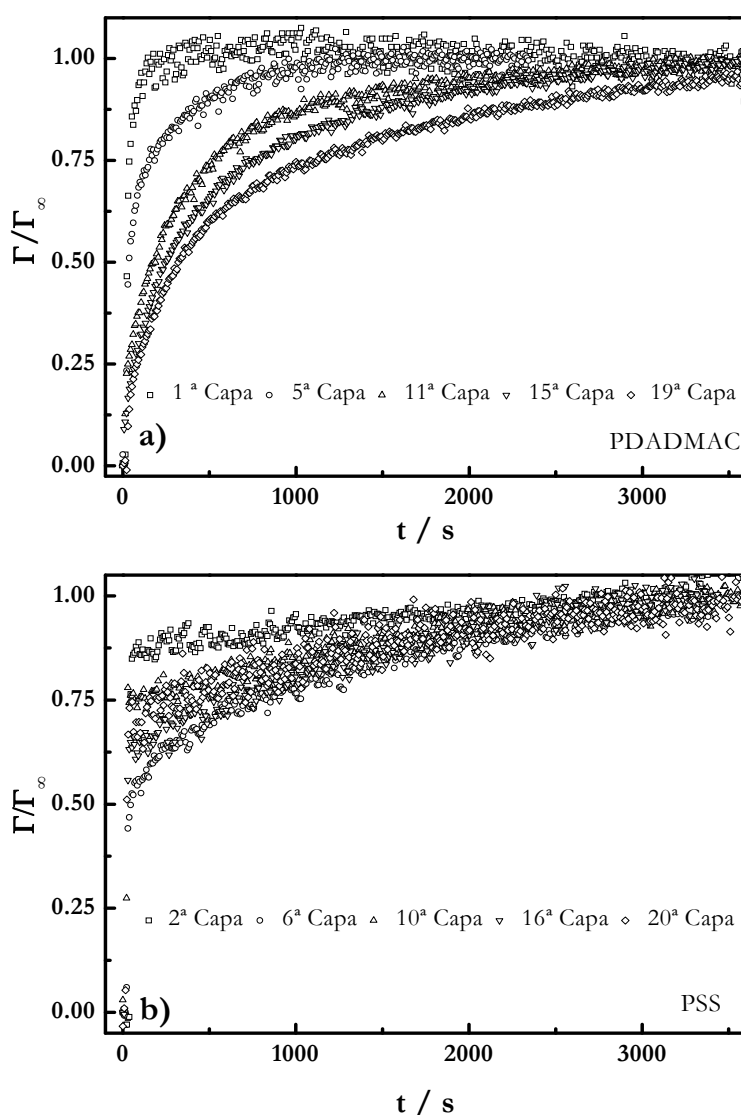 1.00
0.75
0.50
0.25
0.00
Γ/Γ∞
□ 1 ª Capa ○ 5ª Capa △ 11ª Capa ▽ 15ª Capa ◇ 19ª Capa
a)
PDADMAC
0 1000 2000 3000
t / s
1.00
0.75
0.50
0.25
0.00
Γ/Γ∞
□ 2ª Capa ○ 6ª Capa △ 10ª Capa ▽ 16ª Capa ◇ 20ª Capa
b)
PSS
0 1000 2000 3000
t / s